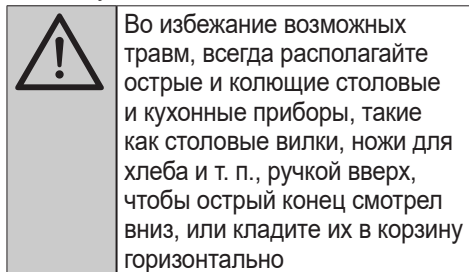 Во избежание возможных
травм, всегда располагайте
острые и колющие столовые
и кухонные приборы, такие
как столовые вилки, ножи для
хлеба и т. п., ручкой вверх,
чтобы острый конец смотрел
вниз, или кладите их в корзину
горизонтально